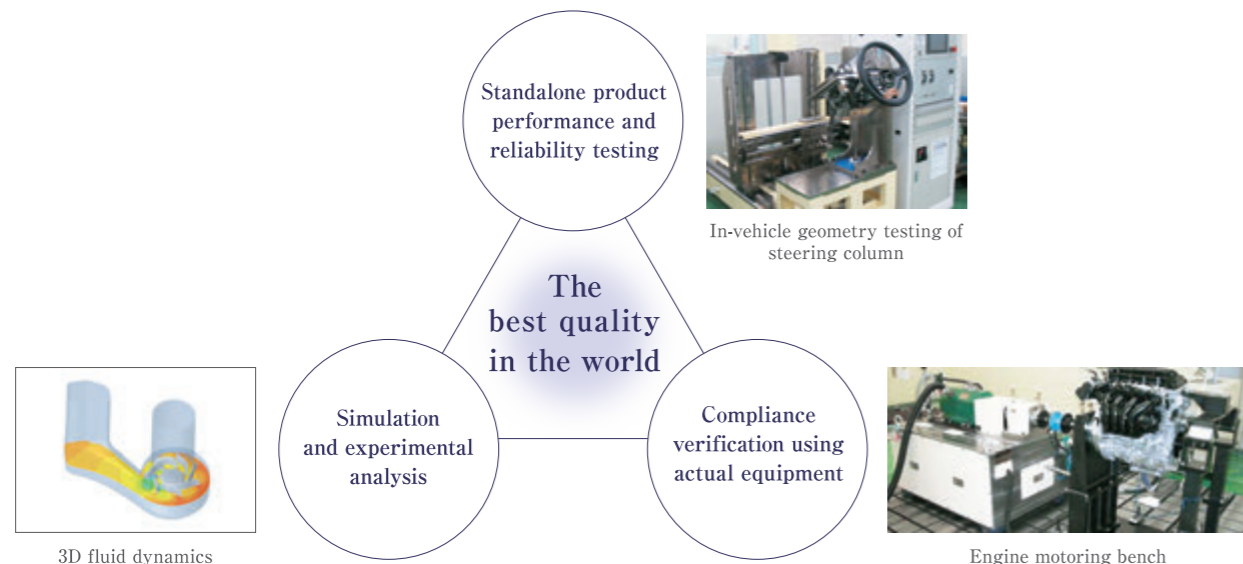 Standalone product
performance and
reliability testing
In-vehicle geometry testing of
steering column
The
best quality
in the world
Simulation
and experimental
analysis
Compliance
verification using
actual equipment
3D fluid dynamics
Engine motoring bench